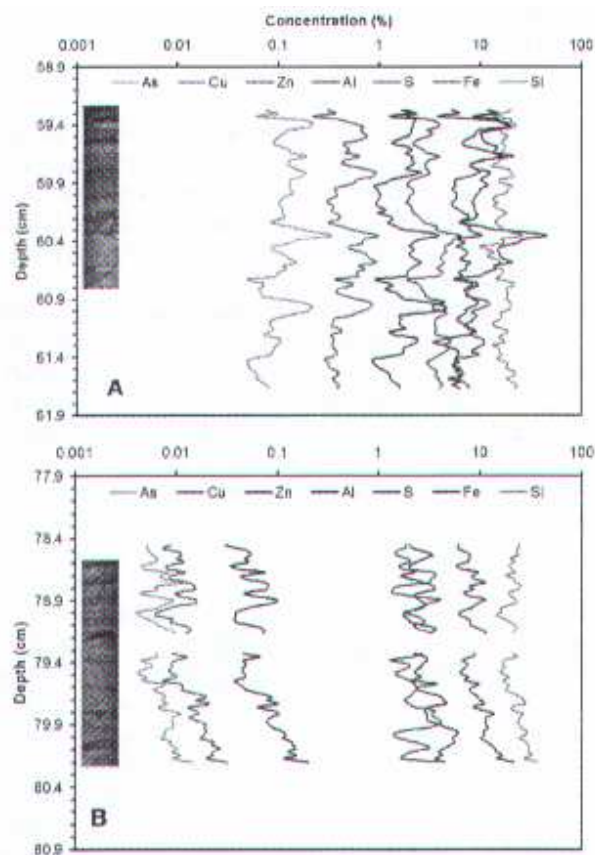 Concentration (%)
0.001 0.01 0.1 1 10 100
58.9
As Cu Zn Al S Fe Si
59.4
59.9
Depth (cm)
60.4
60.9
61.4
A
61.9
0.001 0.01 0.1 1 10 100
77.9
As Cu Zn Al S Fe Si
78.4
78.9
Depth (cm)
79.4
79.9
80.4
B
80.9